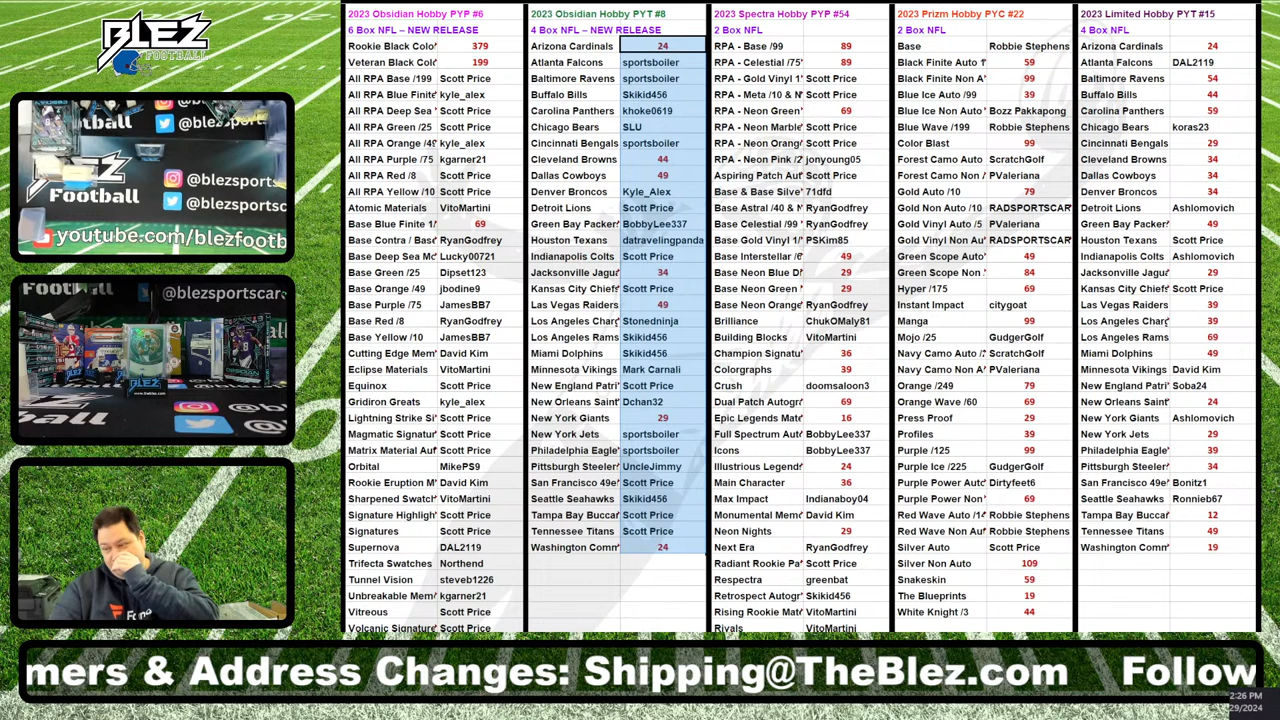 BLEZ
FOOTBALL
@blezsports
@blezsports
Football
youtube.com/blezfootb
@blezsportscar
BLEZ
2023 Obsidian Hobby PYP #6
6 Box NFL – NEW RELEASE
Rookie Black Colo 379
Veteran Black Col 199
All RPA Base /199 Scott Price
All RPA Blue Finite kyle_alex
All RPA Deep Sea Scott Price
All RPA Green /25 Scott Price
All RPA Orange /49 kyle_alex
All RPA Purple /75 kgarner21
All RPA Red /8 Scott Price
All RPA Yellow /10 Scott Price
Atomic Materials VitoMartini
Base Blue Finite 1/ 69
Base Contra / Base RyanGodfrey
Base Deep Sea Mo Lucky00721
Base Green /25 Dipset123
Base Orange /49 jbodine9
Base Purple /75 JamesBB7
Base Red /8 RyanGodfrey
Base Yellow /10 JamesBB7
Cutting Edge Mem David Kim
Eclipse Materials VitoMartini
Equinox Scott Price
Gridiron Greats kyle_alex
Lightning Strike Si Scott Price
Magmatic Signatur Scott Price
Matrix Material Aut Scott Price
Orbital MikePS9
Rookie Eruption M David Kim
Sharpened Swatch VitoMartini
Signature Highligh Scott Price
Signatures Scott Price
Supernova DAL2119
Trifecta Swatches Northend
Tunnel Vision steveb1226
Unbreakable Mem kgarner21
Vitreous Scott Price
Volcanic Signature Scott Price
2023 Obsidian Hobby PYT #8
4 Box NFL – NEW RELEASE
Arizona Cardinals 24
Atlanta Falcons sportsboiler
Baltimore Ravens sportsboiler
Buffalo Bills Skikid456
Carolina Panthers khoke0619
Chicago Bears SLU
Cincinnati Bengals sportsboiler
Cleveland Browns 44
Dallas Cowboys 49
Denver Broncos Kyle_Alex
Detroit Lions Scott Price
Green Bay Packer BobbyLee337
Houston Texans datravelingpanda
Indianapolis Colts Scott Price
Jacksonville Jagu 34
Kansas City Chiefs Scott Price
Las Vegas Raiders 49
Los Angeles Charg Stonedninja
Los Angeles Rams Skikid456
Miami Dolphins Skikid456
Minnesota Vikings Mark Carnali
New England Patri Scott Price
New Orleans Saint Dchan32
New York Giants 29
New York Jets sportsboiler
Philadelphia Eagle sportsboiler
Pittsburgh Steeler UncleJimmy
San Francisco 49e Scott Price
Seattle Seahawks Skikid456
Tampa Bay Buccan Scott Price
Tennessee Titans Scott Price
Washington Comm 24
2023 Spectra Hobby PYP #54
2 Box NFL
RPA - Base /99 89
RPA - Celestial /75 89
RPA - Gold Vinyl 1 Scott Price
RPA - Meta /10 & N Scott Price
RPA - Neon Green 69
RPA - Neon Marble Scott Price
RPA - Neon Orang Scott Price
RPA - Neon Pink /2 jonyoung05
Aspiring Patch Aut Scott Price
Base & Base Silve 71dfd
Base Astral /40 & N RyanGodfrey
Base Celestial /99 RyanGodfrey
Base Gold Vinyl 1/ PSKim85
Base Interstellar /6 49
Base Neon Blue D 29
Base Neon Green 29
Base Neon Orange RyanGodfrey
Brilliance ChukOMaly81
Building Blocks VitoMartini
Champion Signatu 36
Colorgraphs 39
Crush doomsaloon3
Dual Patch Autogr 69
Epic Legends Mate 16
Full Spectrum Aut BobbyLee337
Icons BobbyLee337
Illustrious Legend 24
Main Character 36
Max Impact Indianaboy04
Monumental Mem David Kim
Neon Nights 29
Next Era RyanGodfrey
Radiant Rookie Pa Scott Price
Respectra greenbat
Retrospect Autogr Skikid456
Rising Rookie Mat VitoMartini
Rivals VitoMartini
2023 Prizm Hobby PYC #22
2 Box NFL
Base Robbie Stephens
Black Finite Auto 1 59
Black Finite Non A 99
Blue Ice Auto /99 39
Blue Ice Non Auto Bozz Pakkapong
Blue Wave /199 Robbie Stephens
Color Blast 99
Forest Camo Auto ScratchGolf
Forest Camo Non PValeriana
Gold Auto /10 79
Gold Non Auto /10 RADSPORTSCAR
Gold Vinyl Auto /5 PValeriana
Gold Vinyl Non Au RADSPORTSCAR
Green Scope Auto 49
Green Scope Non 84
Hyper /175 69
Instant Impact citygoat
Manga 99
Mojo /25 GudgerGolf
Navy Camo Auto / ScratchGolf
Navy Camo Non A PValeriana
Orange /249 79
Orange Wave /60 69
Press Proof 29
Profiles 39
Purple /125 99
Purple Ice /225 GudgerGolf
Purple Power Auto Dirtyfeet6
Purple Power Non 69
Red Wave Auto /14 Robbie Stephens
Red Wave Non Aut Robbie Stephens
Silver Auto Scott Price
Silver Non Auto 109
Snakeskin 59
The Blueprints 19
White Knight /3 44
2023 Limited Hobby PYT #15
4 Box NFL
Arizona Cardinals 24
Atlanta Falcons DAL2119
Baltimore Ravens 54
Buffalo Bills 44
Carolina Panthers 59
Chicago Bears koras23
Cincinnati Bengals 29
Cleveland Browns 34
Dallas Cowboys 34
Denver Broncos 34
Detroit Lions Ashlomovich
Green Bay Packer 49
Houston Texans Scott Price
Indianapolis Colts Ashlomovich
Jacksonville Jagu 29
Kansas City Chiefs Scott Price
Las Vegas Raiders 39
Los Angeles Charg 39
Los Angeles Rams 69
Miami Dolphins 49
Minnesota Vikings David Kim
New England Patri Soba24
New Orleans Saint 24
New York Giants Ashlomovich
New York Jets 29
Philadelphia Eagle 39
Pittsburgh Steeler 34
San Francisco 49e Bonitz1
Seattle Seahawks Ronnieb67
Tampa Bay Buccan 12
Tennessee Titans 49
Washington Comm 19
mers & Address Changes: Shipping@TheBlez.com Follow
2:26 PM
29/2024